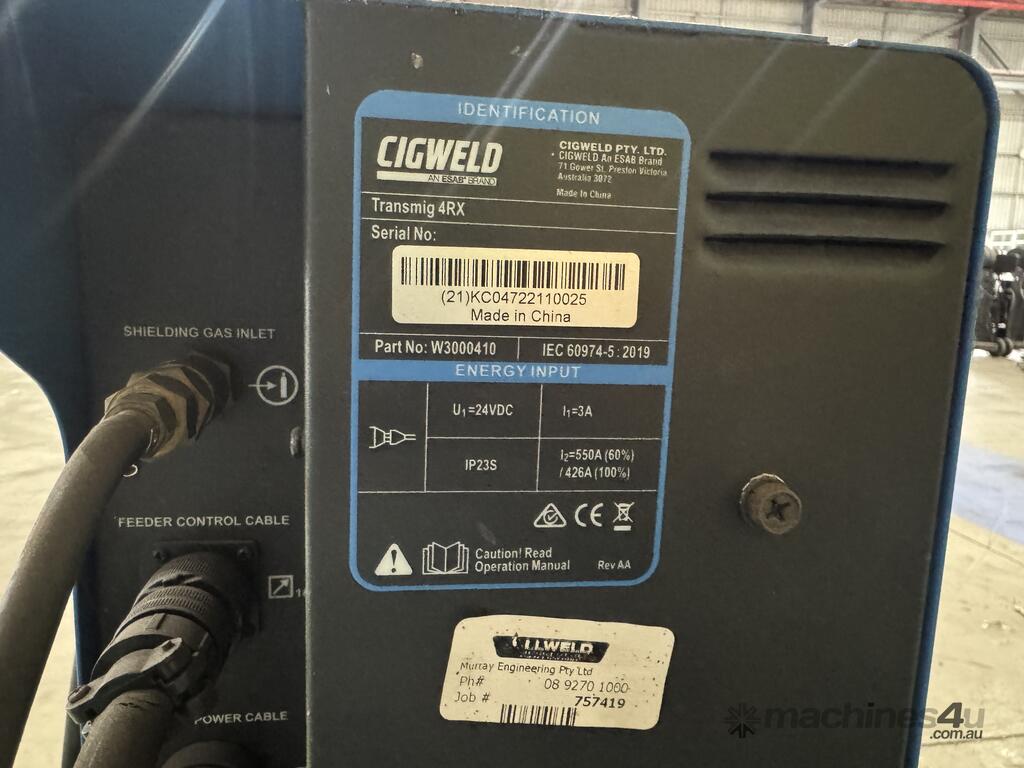 IDENTIFICATION
CIGWELD
AN ESAB® BRAND
CIGWELD PTY. LTD.
• CIGWELD An ESAB Brand
71 Gower St. Preston Victoria
Australia 3072
Made In China
Transmig 4RX
Serial No:
(21)KC04722110025
Made in China
Part No: W3000410
IEC 60974-5 : 2019
ENERGY INPUT
U1=24VDC
I1=3A
IP23S
I2=550A (60%)
/ 426A (100%)
CE
Caution! Read
Operation Manual
Rev AA
SHIELDING GAS INLET
FEEDER CONTROL CABLE
POWER CABLE
Murray Engineering Pty Ltd
Ph# 08 9270 1000
Job # 757419
machines4u
.com.au